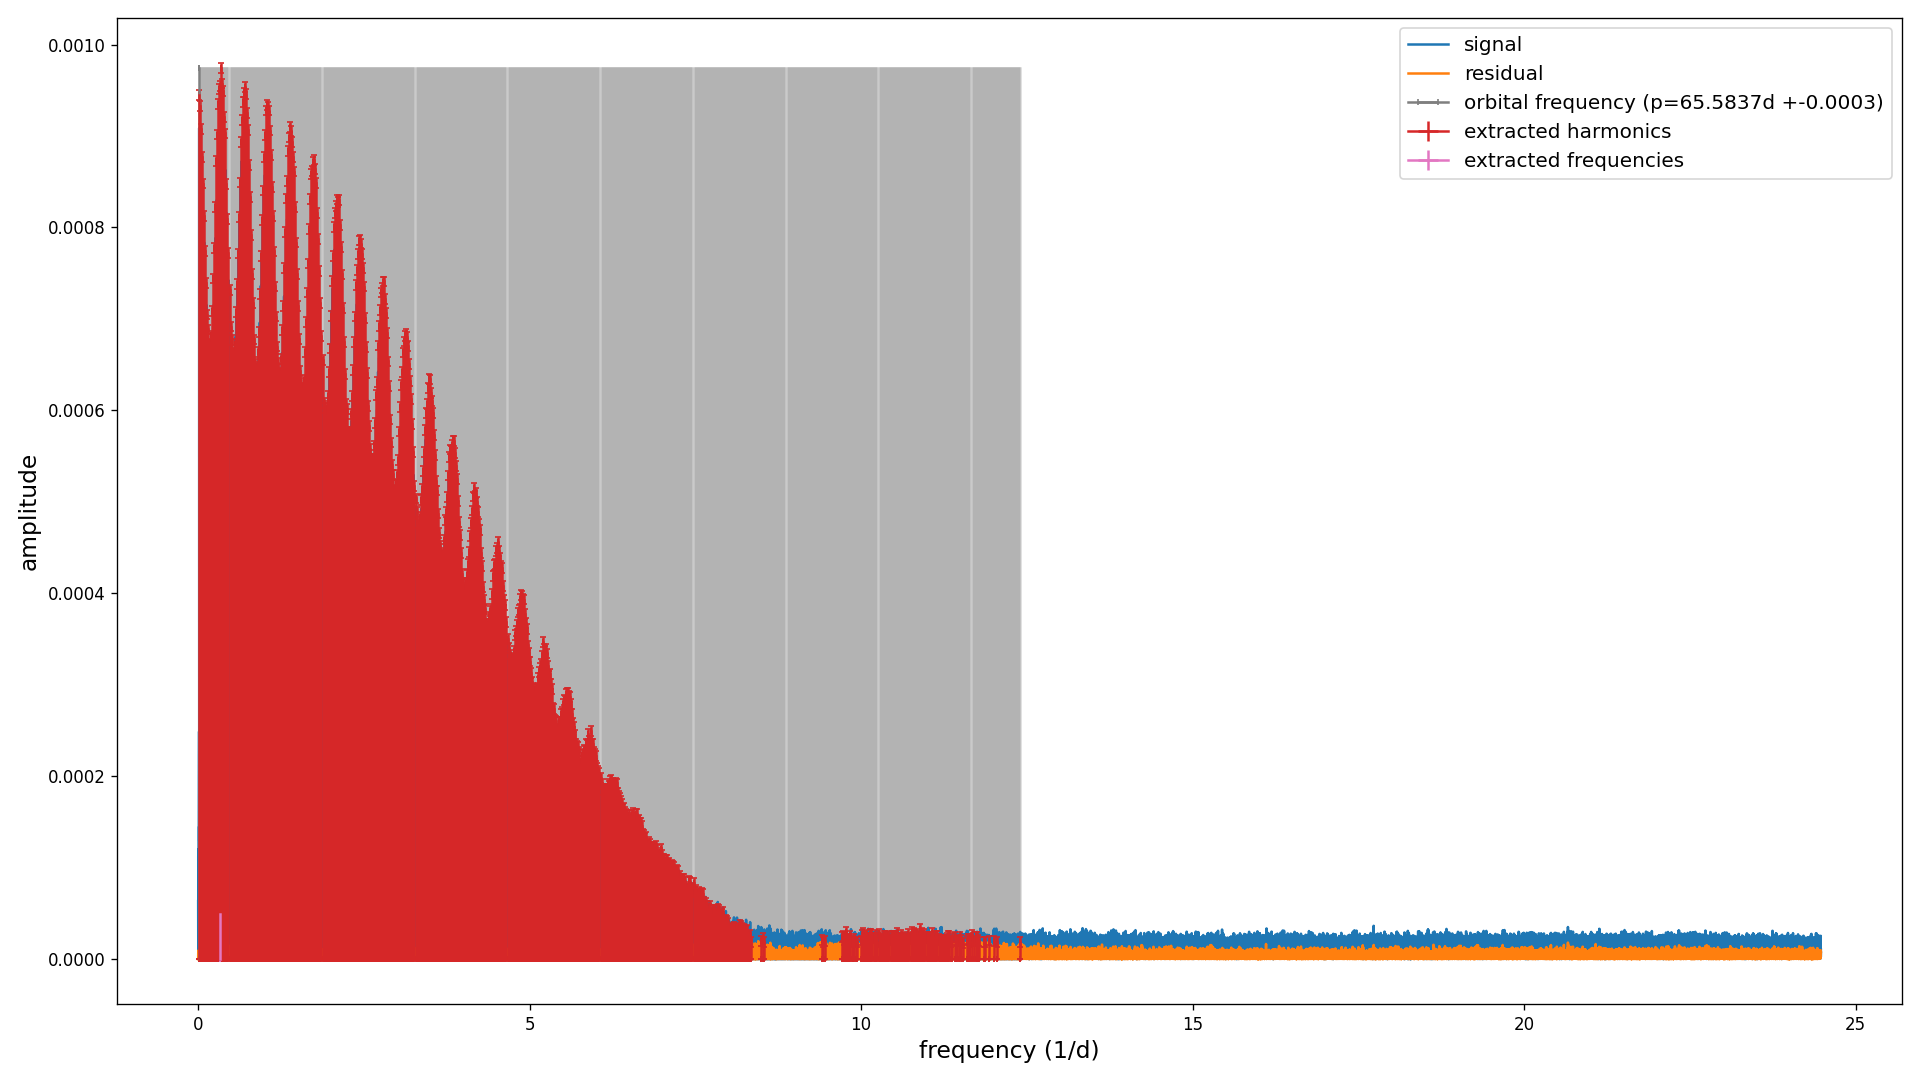 signal
residual
orbital frequency (p=65.5837d +-0.0003)
extracted harmonics
extracted frequencies
0.0010
0.0008
0.0006
0.0004
0.0002
0.0000
amplitude
0 5 10 15 20 25
frequency (1/d)